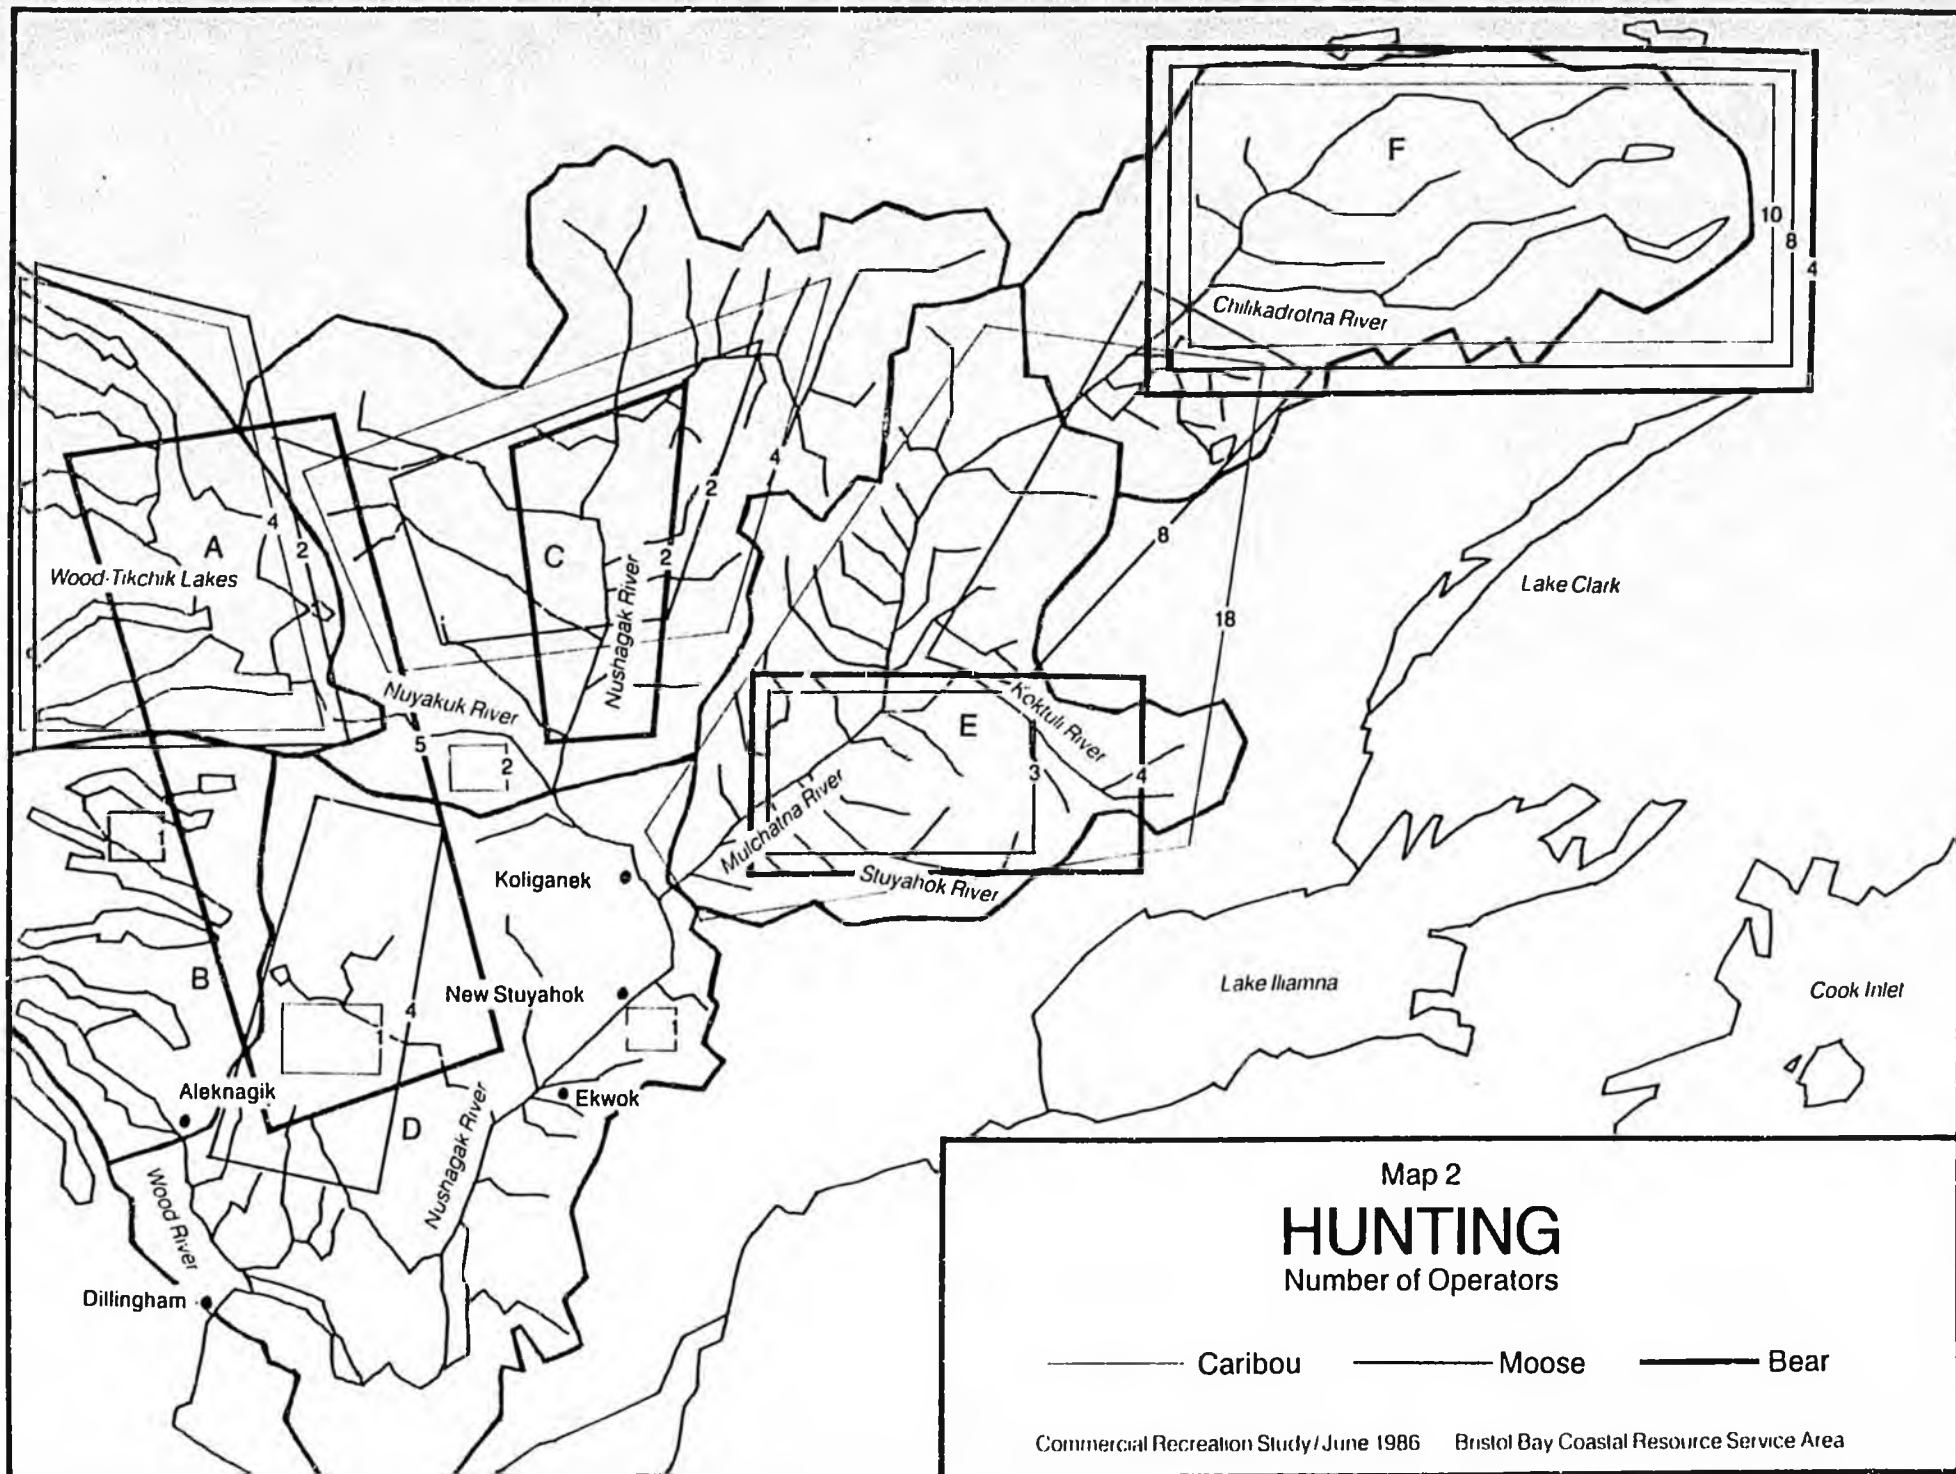 F
10
8
4
Chilikadrotna River
4
2
8
4
2
A
C
2
Wood-Tikchik Lakes
Nushagak River
Lake Clark
18
Nuyakuk River
Koktuli River
E
5
2
3
4
1
Mulchatna River
Koliganek
Stuyahok River
B
New Stuyahok
Lake Iliamna
Cook Inlet
4
1
1
Aleknagik
Ekwok
D
Nushagak River
Wood River
Dillingham
Map 2
HUNTING
Number of Operators
Caribou Moose Bear
Commercial Recreation Study/June 1986 Bristol Bay Coastal Resource Service Area